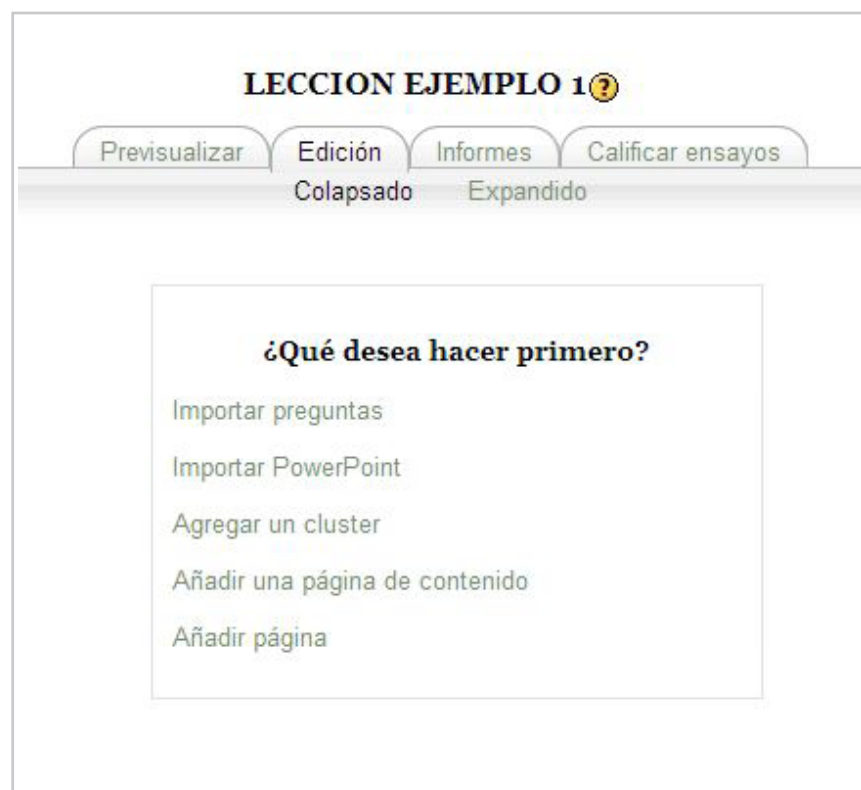 LECCION EJEMPLO 1?
Previsualizar Edición Informes Calificar ensayos
Colapsado Expandido
¿Qué desea hacer primero?
Importar preguntas
Importar PowerPoint
Agregar un cluster
Añadir una página de contenido
Añadir página